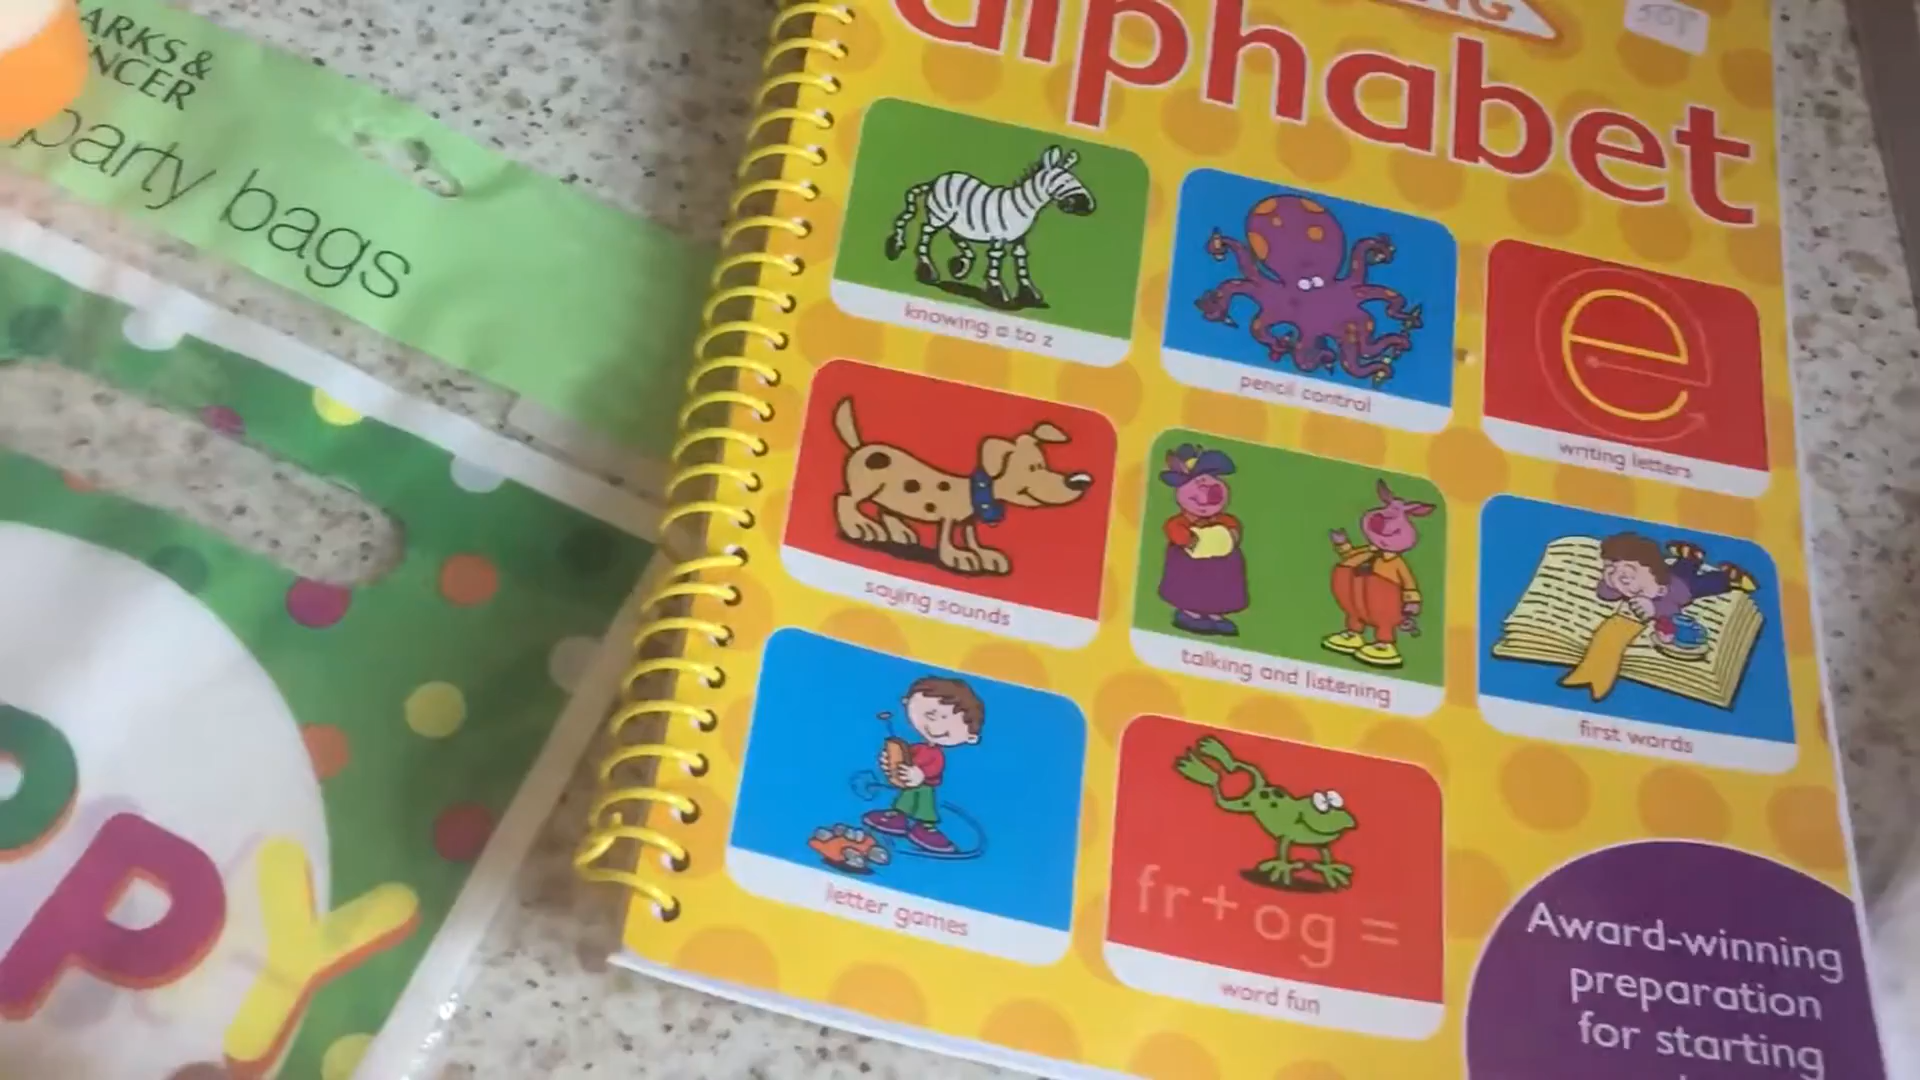 ARKS &
NCER
party bags
PPY
alphabet
knowing a to z
pencil control
e
writing letters
saying sounds
talking and listening
first words
letter games
fr+og=
word fun
Award-winning
preparation
for starting